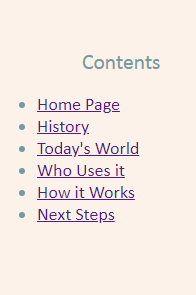 Contents
Home Page
History
Today's World
Who Uses it
How it Works
Next Steps